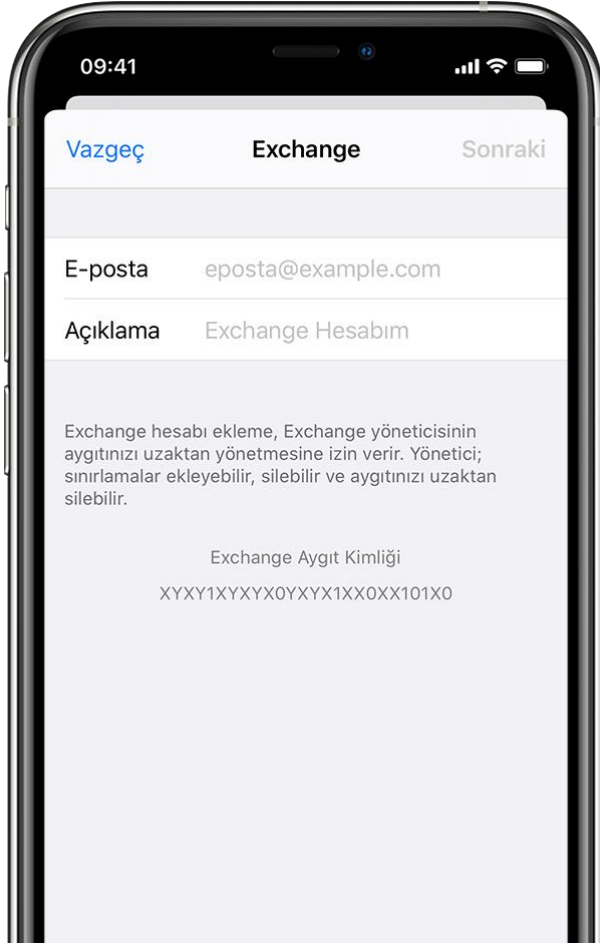 09:41
Vazgeç Exchange Sonraki
E-posta eposta@example.com
Açıklama Exchange Hesabım
Exchange hesabı ekleme, Exchange yöneticisinin
aygıtınızı uzaktan yönetmesine izin verir. Yönetici;
sınırlamalar ekleyebilir, silebilir ve aygıtınızı uzaktan
silebilir.
Exchange Aygıt Kimliği
XYXY1XYXYX0YXYX1XX0XX101X0